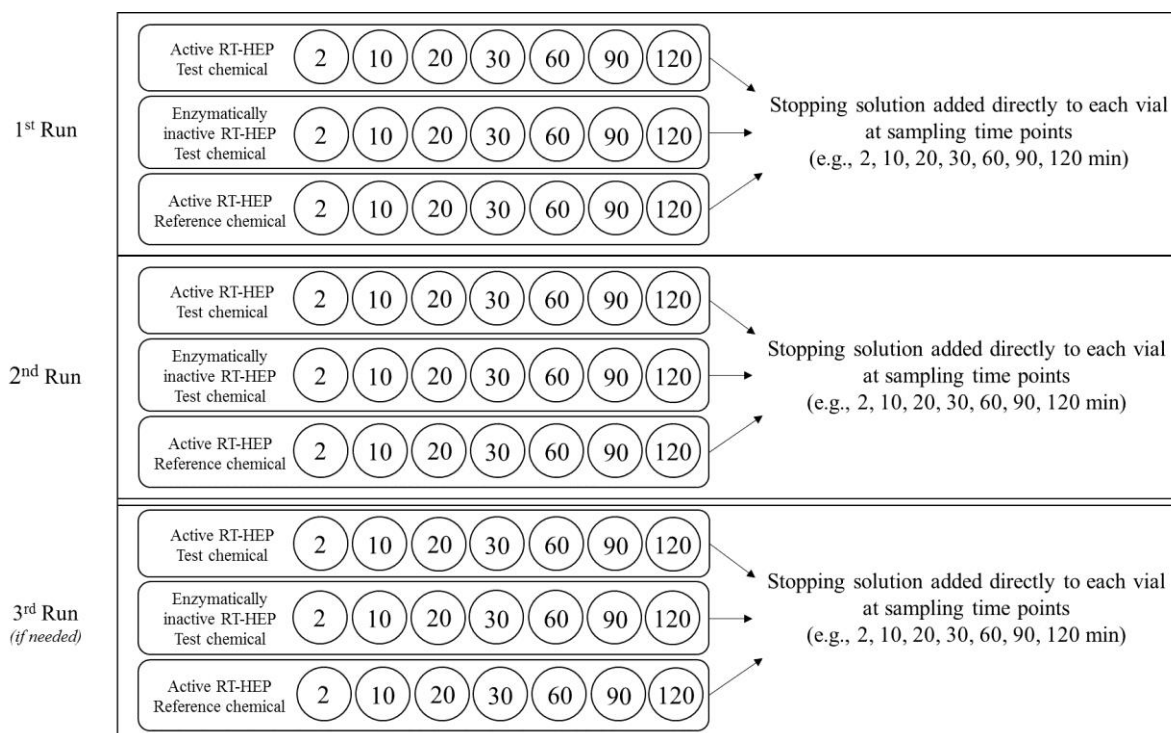 1st Run
Active RT-HEP
Test chemical
2 10 20 30 60 90 120
Enzymatically
inactive RT-HEP
Test chemical
2 10 20 30 60 90 120
Active RT-HEP
Reference chemical
2 10 20 30 60 90 120
Stopping solution added directly to each vial
at sampling time points
(e.g., 2, 10, 20, 30, 60, 90, 120 min)
2nd Run
Active RT-HEP
Test chemical
2 10 20 30 60 90 120
Enzymatically
inactive RT-HEP
Test chemical
2 10 20 30 60 90 120
Active RT-HEP
Reference chemical
2 10 20 30 60 90 120
Stopping solution added directly to each vial
at sampling time points
(e.g., 2, 10, 20, 30, 60, 90, 120 min)
3rd Run
(if needed)
Active RT-HEP
Test chemical
2 10 20 30 60 90 120
Enzymatically
inactive RT-HEP
Test chemical
2 10 20 30 60 90 120
Active RT-HEP
Reference chemical
2 10 20 30 60 90 120
Stopping solution added directly to each vial
at sampling time points
(e.g., 2, 10, 20, 30, 60, 90, 120 min)